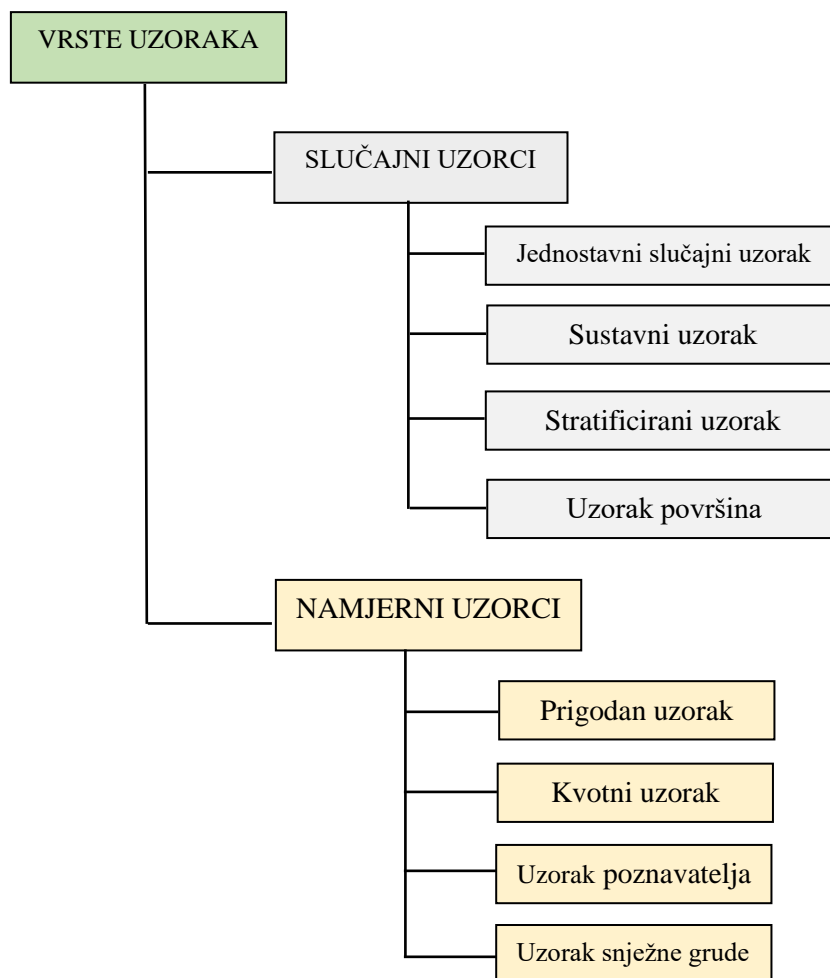 VRSTE UZORAKA
SLUČAJNI UZORCI
Jednostavni slučajni uzorak
Sustavni uzorak
Stratificirani uzorak
Uzorak površina
NAMJERNI UZORCI
Prigodan uzorak
Kvotni uzorak
Uzorak poznavatelja
Uzorak snježne grude